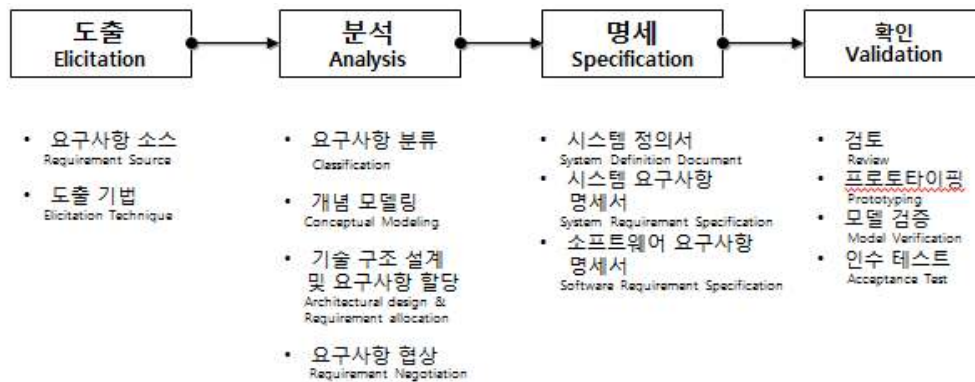 도출
Elicitation
분석
Analysis
명세
Specification
확인
Validation
• 요구사항 소스
Requirement Source
• 도출 기법
Elicitation Technique
• 요구사항 분류
Classification
• 개념 모델링
Conceptual Modeling
• 기술 구조 설계
및 요구사항 할당
Architectural design &
Requirement allocation
• 요구사항 협상
Requirement Negotiation
• 시스템 정의서
System Definition Document
• 시스템 요구사항
명세서
System Requirement Specification
• 소프트웨어 요구사항
명세서
Software Requirement Specification
• 검토
Review
• 프로토타이핑
Prototyping
• 모델 검증
Model Verification
• 인수 테스트
Acceptance Test